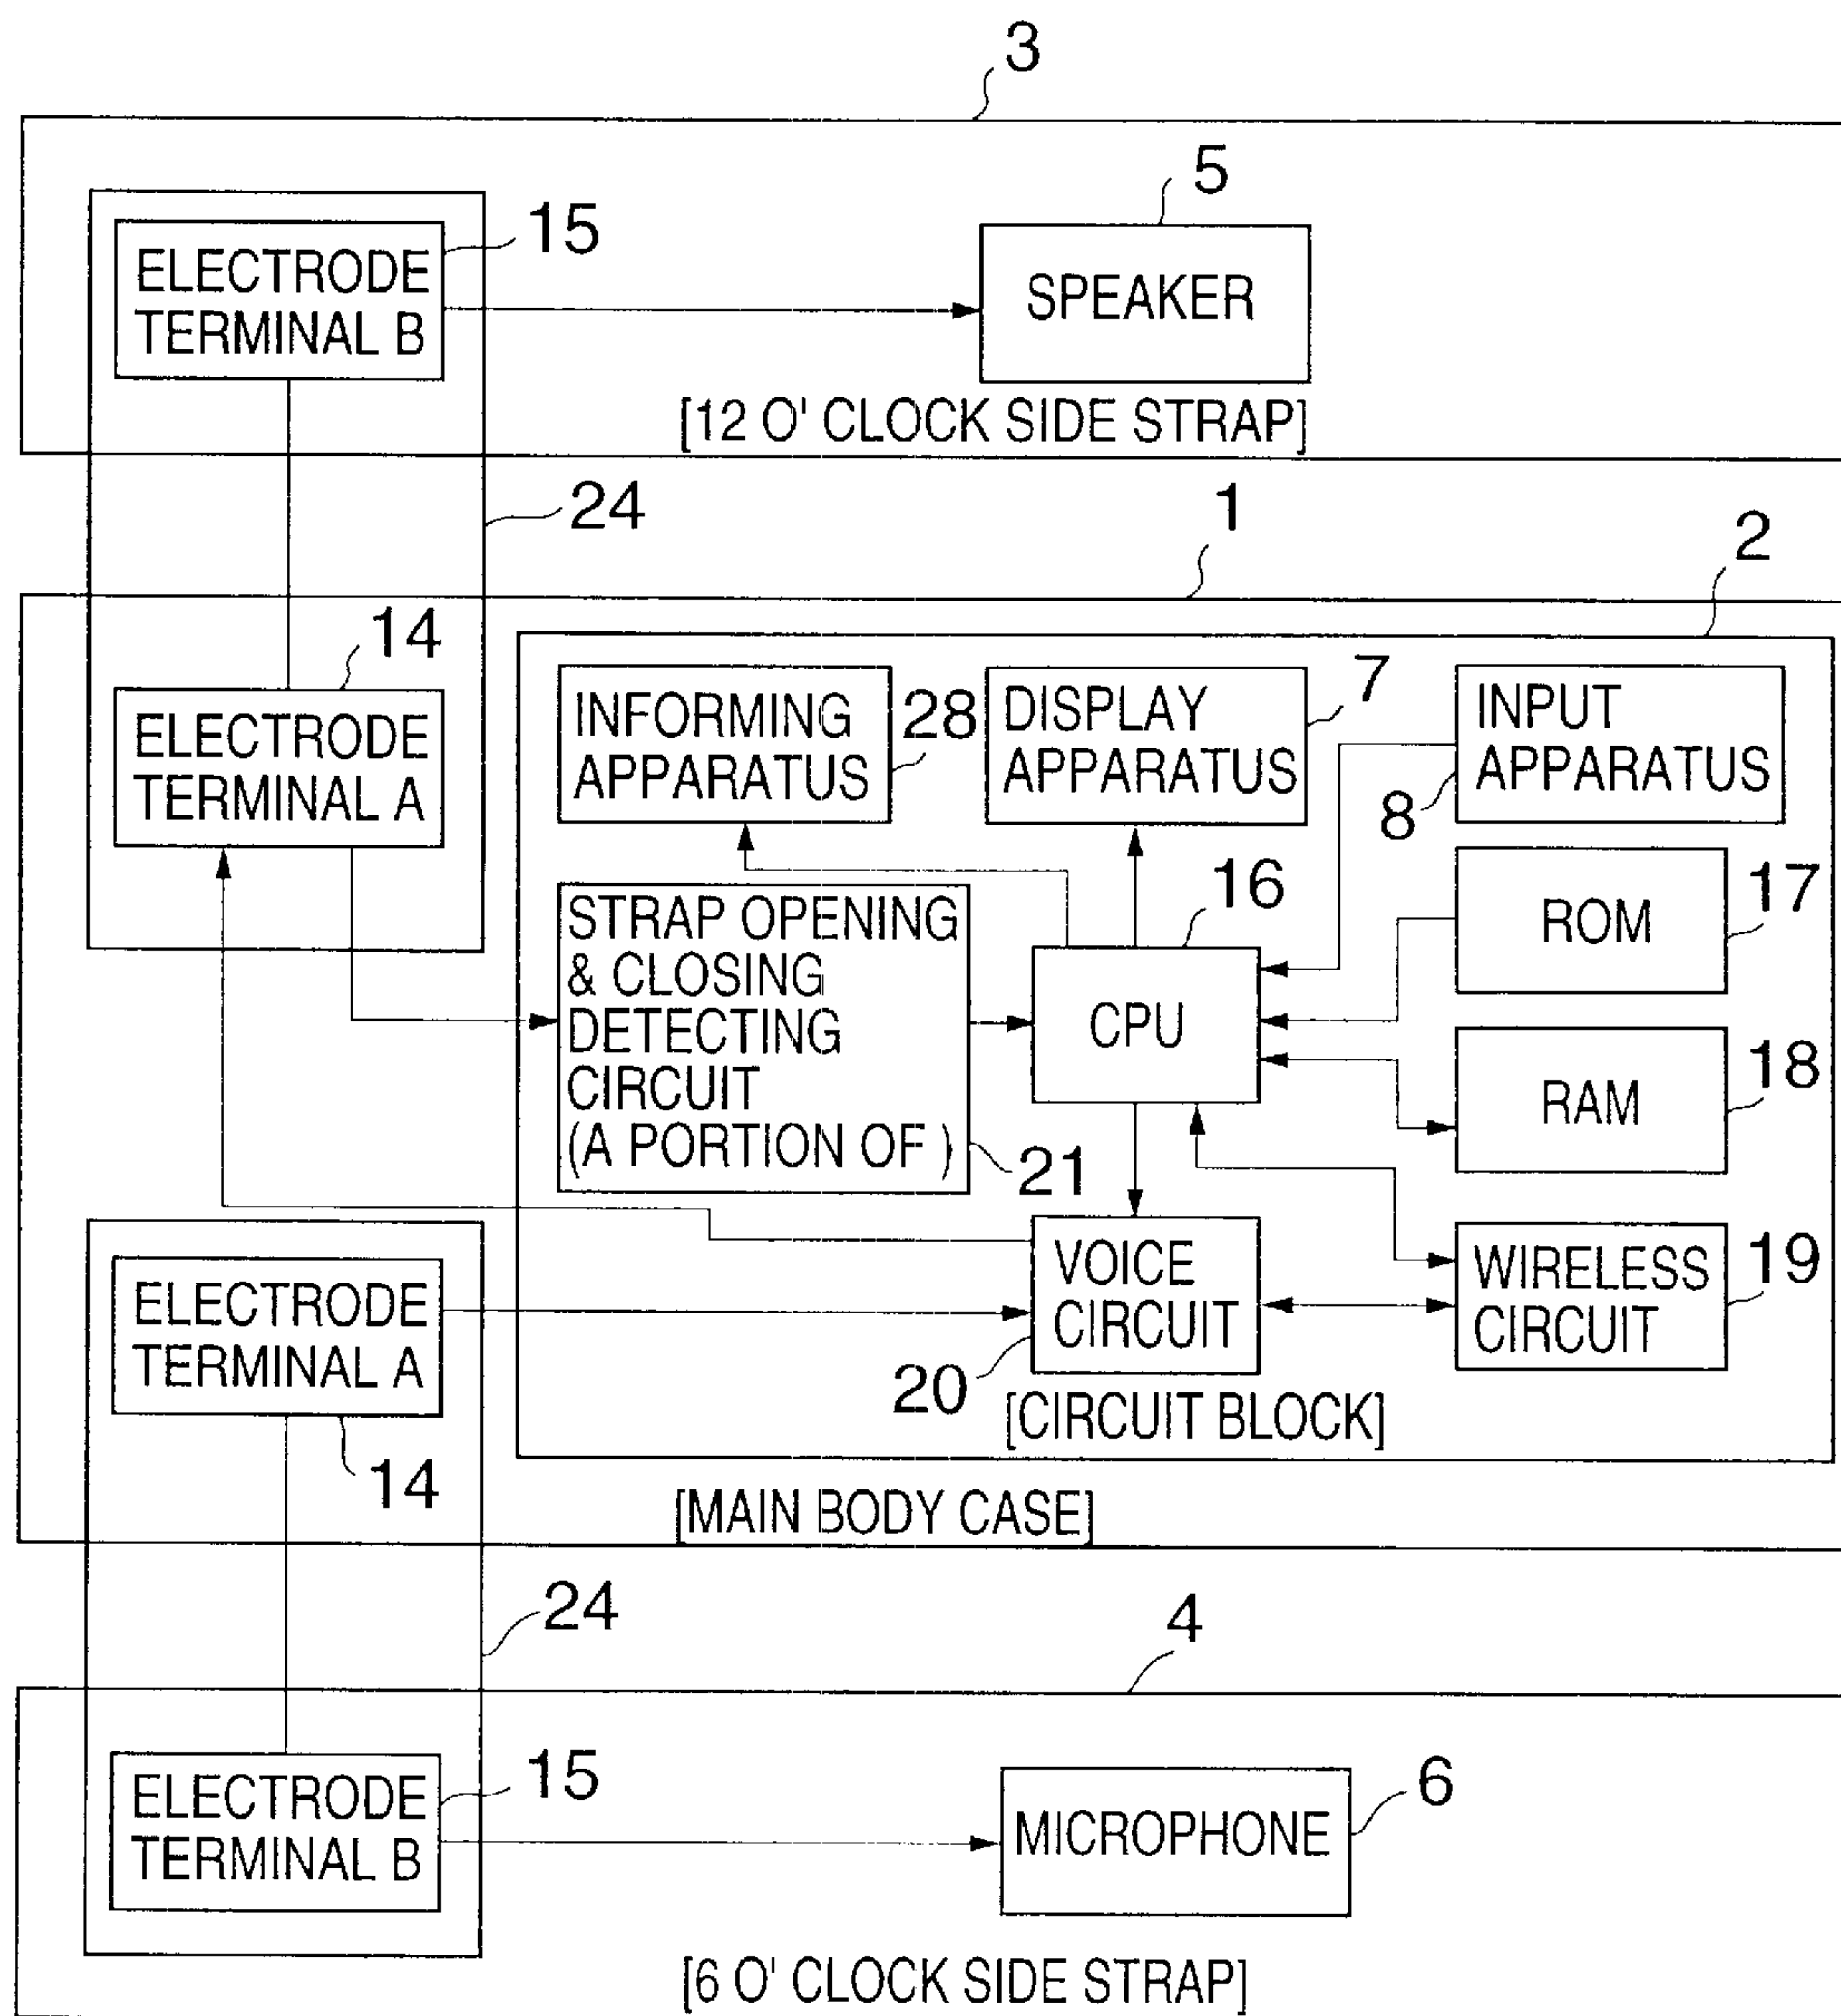 3
5
ELECTRODE
TERMINAL B
15
SPEAKER
[12 O' CLOCK SIDE STRAP]
24
1
2
14
ELECTRODE
TERMINAL A
INFORMING
APPARATUS
28
DISPLAY
APPARATUS
7
INPUT
APPARATUS
8
STRAP OPENING
& CLOSING
DETECTING
CIRCUIT
(A PORTION OF )
21
16
CPU
ROM
17
RAM
18
ELECTRODE
TERMINAL A
14
VOICE
CIRCUIT
20
WIRELESS
CIRCUIT
19
[CIRCUIT BLOCK]
[MAIN BODY CASE]
24
4
ELECTRODE
TERMINAL B
15
MICROPHONE
6
[6 O' CLOCK SIDE STRAP]